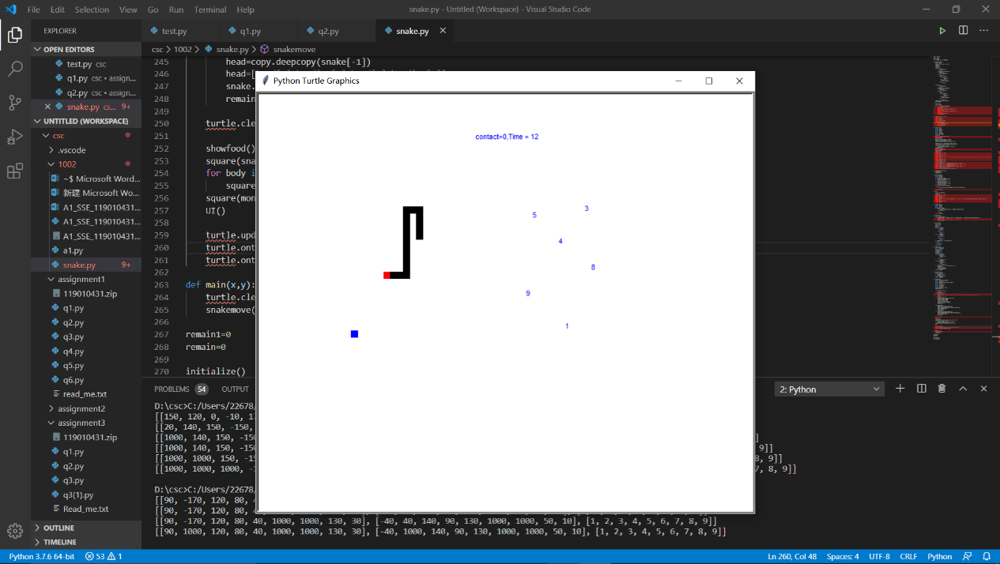 File Edit Selection View Go Run Terminal Help
snake.py - Untitled (Workspace) - Visual Studio Code
EXPLORER
OPEN EDITORS
test.py csc
q1.py csc • assign...
q2.py csc • assign...
snake.py cs... 9+
UNTITLED (WORKSPACE)
csc
.vscode
1002
~$ Microsoft Word...
新建 Microsoft Wo...
A1_SSE_119010431...
A1_SSE_119010431...
A1_SSE_119010431...
a1.py
snake.py 9+
assignment1
119010431.zip
q1.py
q2.py
q3.py
q4.py
q5.py
q6.py
read_me.txt
assignment2
assignment3
119010431.zip
q1.py
q2.py
q3.py
q3(1).py
Read_me.txt
OUTLINE
TIMELINE
test.py
q1.py
q2.py
snake.py
csc > 1002 > snake.py > snakemove
245 head=copy.deepcopy(snake[-1])
246 head=[
247 snake.
248 remain
249
250 turtle.cle
251
252 showfood()
253 square(sna
254 for body i
255 square
256 square(mon
257 UI()
258
259 turtle.upd
260 turtle.ont
261 turtle.ont
262
263 def main(x,y):
264 turtle.cle
265 snakemove(
266
267 remain1=0
268 remain=0
269
270 initialize()
Python Turtle Graphics
contact=0,Time = 12
3
5
4
8
9
1
PROBLEMS 54 OUTPUT
2: Python
D:\csc>C:/Users/22678/
[[150, 120, 0, -10, 1
[[20, 140, 150, -150,
[[1000, 140, 150, -150 ]
[[1000, 140, 150, -15 9]]
[[1000, 1000, 150, -15 8, 9]]
[[1000, 1000, 1000, - 7, 8, 9]]
D:\csc>C:/Users/22678/
[[90, -170, 120, 80, 4
[[90, -170, 120, 80, 4
[[90, -170, 120, 80, 40, 1000, 1000, 130, 30], [-40, 40, 140, 90, 130, 1000, 1000, 50, 10], [1, 2, 3, 4, 5, 6, 7, 8, 9]]
[[90, 1000, 120, 80, 40, 1000, 1000, 130, 30], [-40, 1000, 140, 90, 130, 1000, 1000, 50, 10], [1, 2, 3, 4, 5, 6, 7, 8, 9]]
Python 3.7.6 64-bit 53 1
Ln 260, Col 48 Spaces: 4 UTF-8 CRLF Python